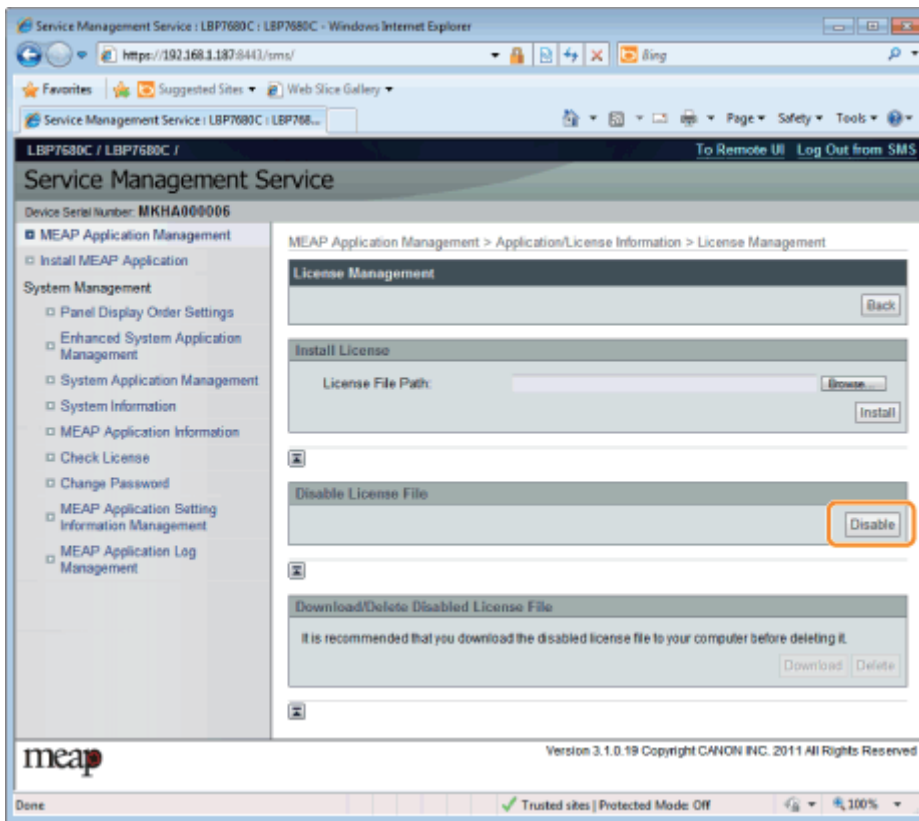 Service Management Service : LBP7680C : LBP7680C - Windows Internet Explorer
https://192.168.1.187:8443/sms/
Bing
Favorites
Suggested Sites
Web Slice Gallery
Service Management Service : LBP7680C : LBP768...
Page
Safety
Tools
LBP7680C / LBP7680C /
To Remote UI
Log Out from SMS
Service Management Service
Device Serial Number: MKHA000006
MEAP Application Management
Install MEAP Application
System Management
Panel Display Order Settings
Enhanced System Application
Management
System Application Management
System Information
MEAP Application Information
Check License
Change Password
MEAP Application Setting
Information Management
MEAP Application Log
Management
MEAP Application Management > Application/License Information > License Management
License Management
Back
Install License
License File Path:
Browse...
Install
Disable License File
Disable
Download/Delete Disabled License File
It is recommended that you download the disabled license file to your computer before deleting it.
Download
Delete
meap
Version 3.1.0.19 Copyright CANON INC. 2011 All Rights Reserved
Done
Trusted sites | Protected Mode: Off
100%